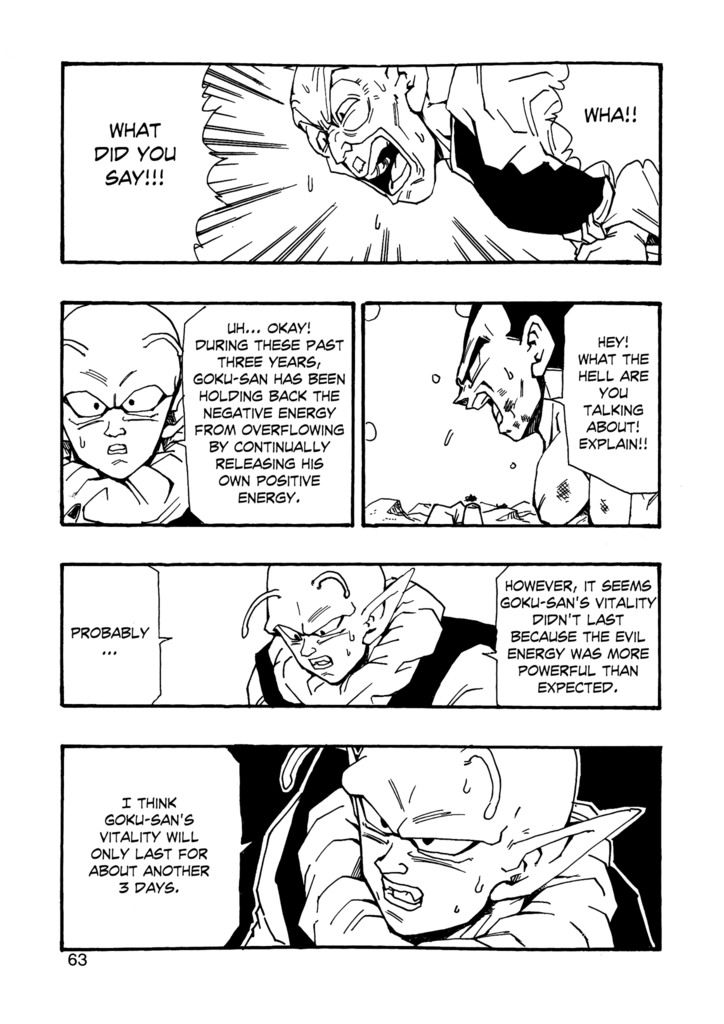 WHAT
DID YOU
SAY!!!
WHA!!
UH... OKAY!
DURING THESE PAST
THREE YEARS,
GOKU-SAN HAS BEEN
HOLDING BACK THE
NEGATIVE ENERGY
FROM OVERFLOWING
BY CONTINUALLY
RELEASING HIS
OWN POSITIVE
ENERGY.
HEY!
WHAT THE
HELL ARE
YOU
TALKING
ABOUT!
EXPLAIN!!
PROBABLY
...
HOWEVER, IT SEEMS
GOKU-SAN'S VITALITY
DIDN'T LAST
BECAUSE THE EVIL
ENERGY WAS MORE
POWERFUL THAN
EXPECTED.
I THINK
GOKU-SAN'S
VITALITY WILL
ONLY LAST FOR
ABOUT ANOTHER
3 DAYS.
63